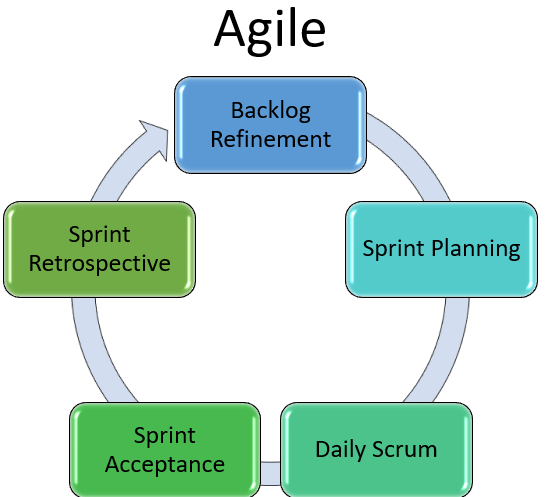 Agile
Backlog
Refinement
Sprint Planning
Daily Scrum
Sprint
Acceptance
Sprint
Retrospective